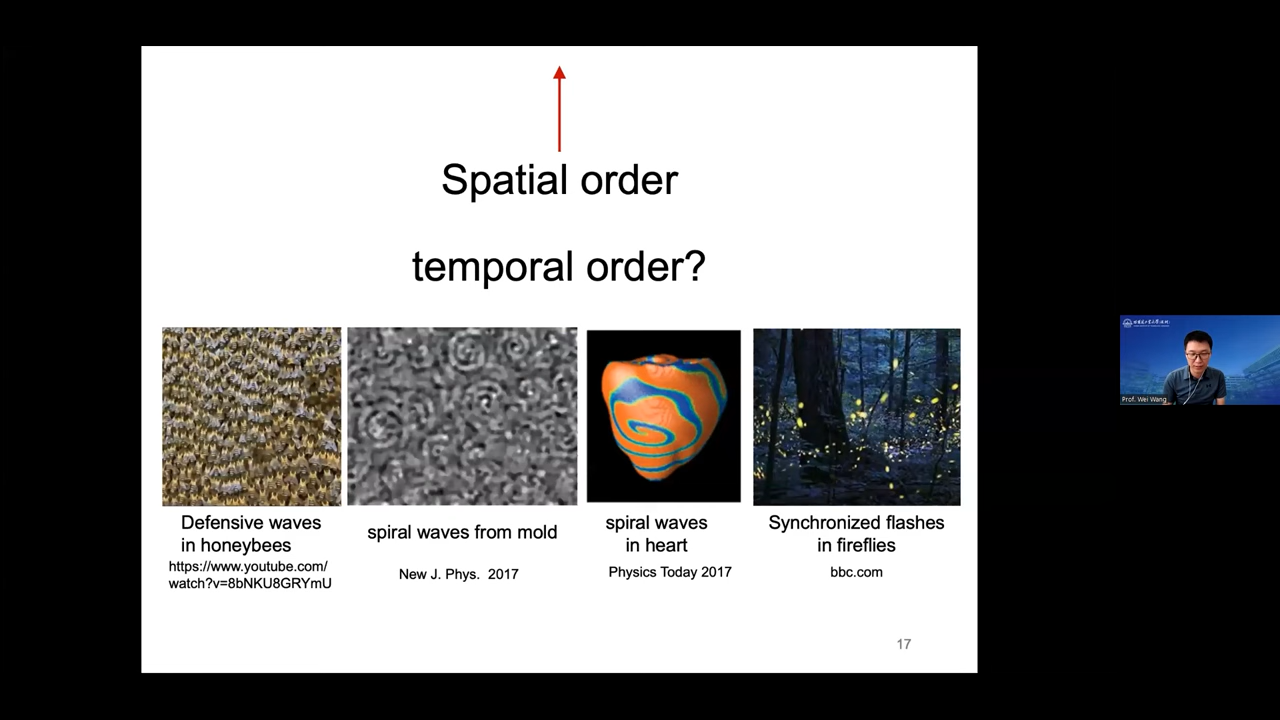 Spatial order
temporal order?
Defensive waves
in honeybees
https://www.youtube.com/
watch?v=8bNKU8GRYmU
spiral waves from mold
New J. Phys. 2017
spiral waves
in heart
Physics Today 2017
Synchronized flashes
in fireflies
bbc.com
17
Prof. Wei Wang